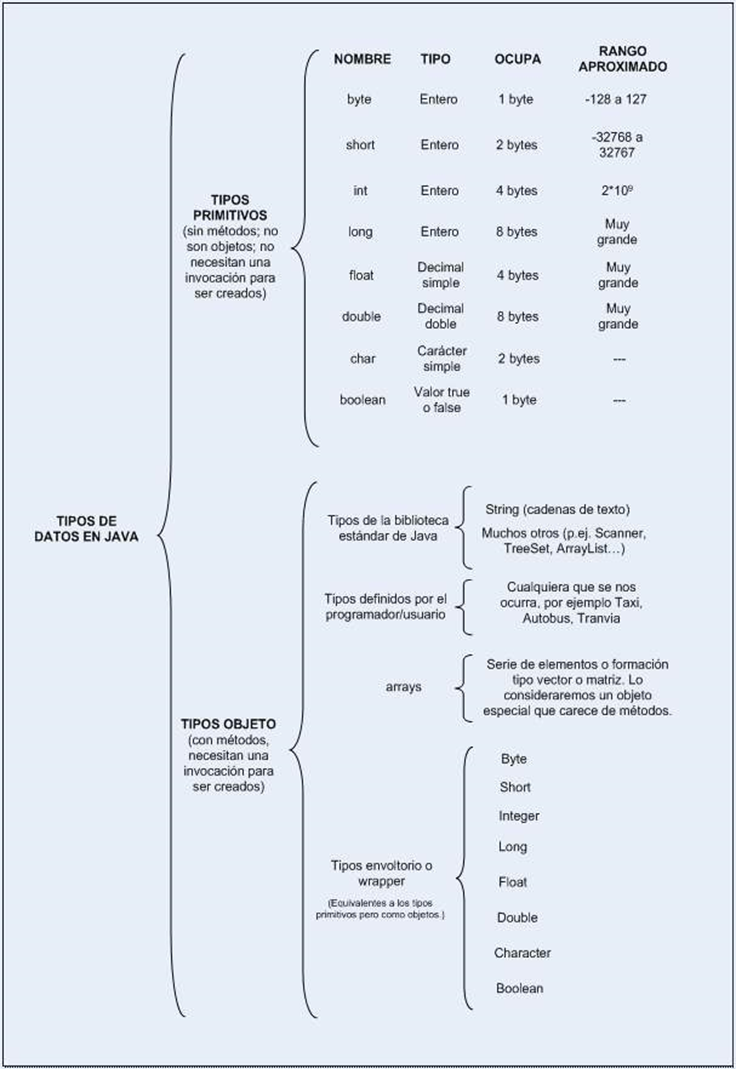 NOMBRE TIPO OCUPA RANGO
APROXIMADO
byte Entero 1 byte -128 a 127
short Entero 2 bytes -32768 a
32767
int Entero 4 bytes 2*10⁹
long Entero 8 bytes Muy
grande
float Decimal
simple 4 bytes Muy
grande
double Decimal
doble 8 bytes Muy
grande
char Carácter
simple 2 bytes ---
boolean Valor true
o false 1 byte ---
TIPOS
PRIMITIVOS
(sin métodos; no
son objetos; no
necesitan una
invocación para
ser creados)
TIPOS DE
DATOS EN JAVA
TIPOS OBJETO
(con métodos,
necesitan una
invocación para
ser creados)
Tipos de la biblioteca
estándar de Java
String (cadenas de texto)
Muchos otros (p.ej. Scanner,
TreeSet, ArrayList…)
Tipos definidos por el
programador/usuario
Cualquiera que se nos
ocurra, por ejemplo Taxi,
Autobus, Tranvia
arrays
Serie de elementos o formación
tipo vector o matriz. Lo
consideraremos un objeto
especial que carece de métodos.
Tipos envoltorio o
wrapper
(Equivalentes a los tipos
primitivos pero como objetos.)
Byte
Short
Integer
Long
Float
Double
Character
Boolean